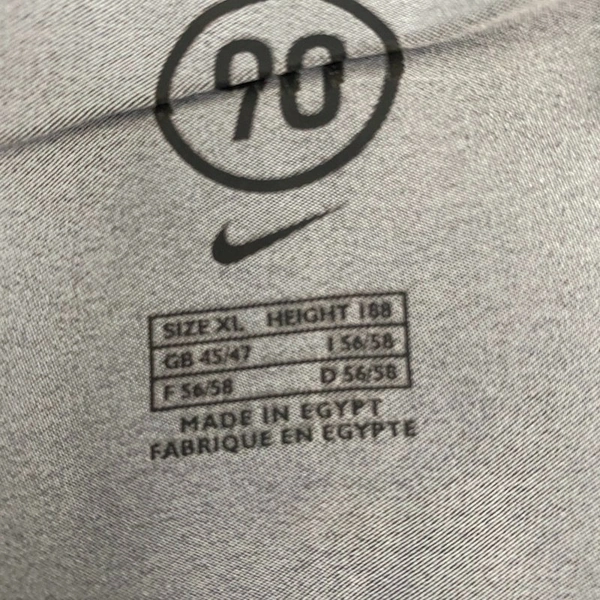 90
SIZE XL HEIGHT 188
GB 45/47 I 56/58
F 56/58 D 56/58
MADE IN EGYPT
FABRIQUE EN EGYPTE